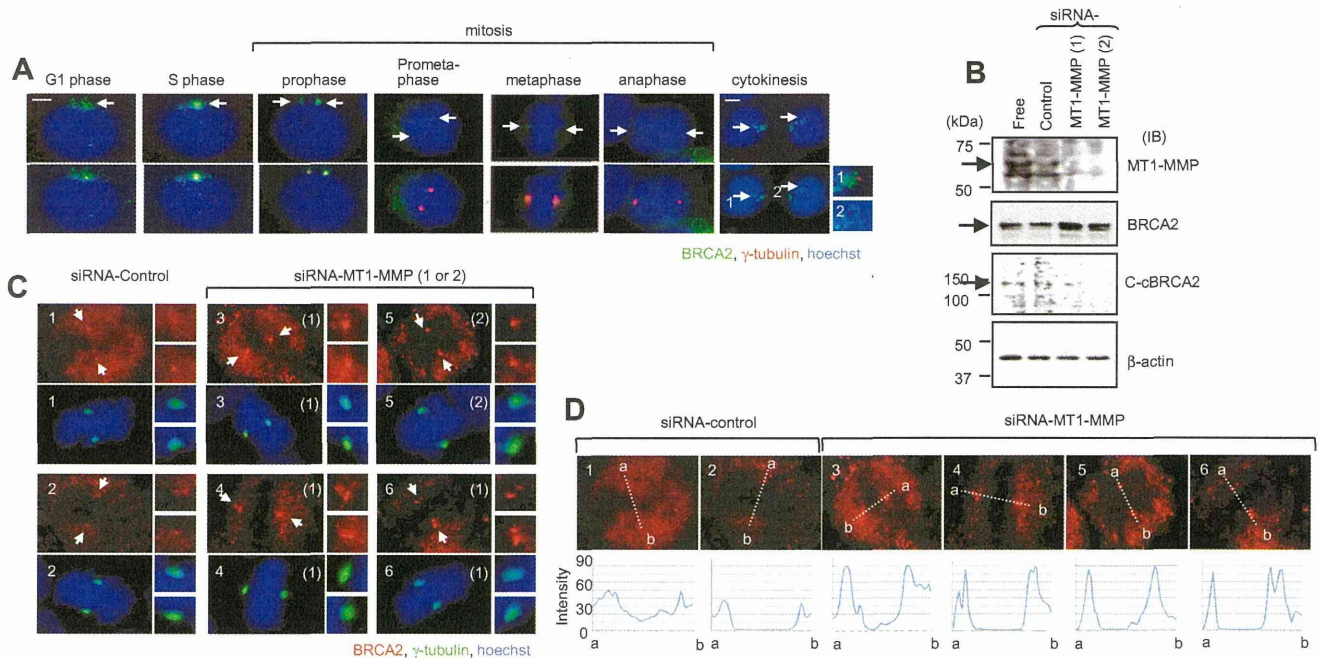 A
mitosis
G1 phase
S phase
prophase
Prometa-
phase
metaphase
anaphase
cytokinesis
1
2
1
2
BRCA2, γ-tubulin, hoechst
B
siRNA-
Free
Control
MT1-MMP (1)
MT1-MMP (2)
(kDa)
(IB)
75
50
MT1-MMP
BRCA2
150
100
C-cBRCA2
50
37
β-actin
C
siRNA-Control
siRNA-MT1-MMP (1 or 2)
1
3 (1)
5 (2)
1
3 (1)
5 (2)
2
4 (1)
6 (1)
2
4 (1)
6 (1)
BRCA2, γ-tubulin, hoechst
D
siRNA-control
siRNA-MT1-MMP
1 a b
2 a b
3 a b
4 a b
5 a b
6 a b
Intensity
90
60
30
0
a b
a b
a b
a b
a b
a b